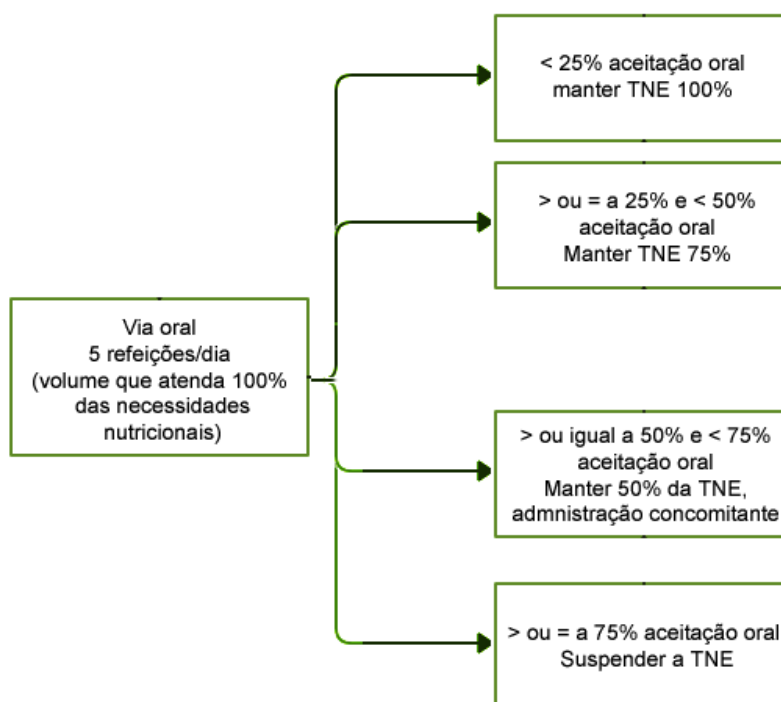 Via oral
5 refeições/dia
(volume que atenda 100%
das necessidades
nutricionais)
< 25% aceitação oral
manter TNE 100%
> ou = a 25% e < 50%
aceitação oral
Manter TNE 75%
> ou igual a 50% e < 75%
aceitação oral
Manter 50% da TNE,
admnistração concomitante
> ou = a 75% aceitação oral
Suspender a TNE